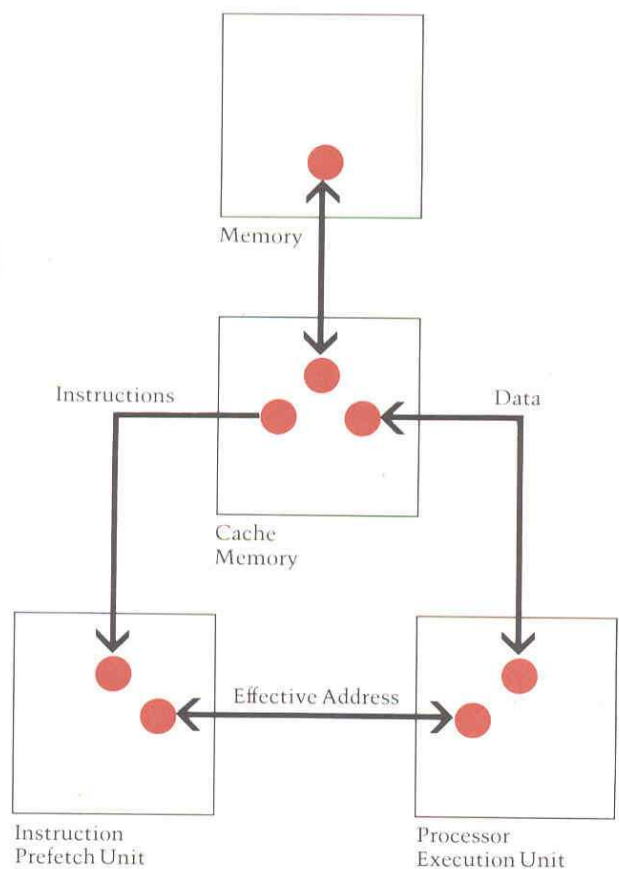 Memory
Instructions
Data
Cache
Memory
Effective Address
Instruction
Prefetch Unit
Processor
Execution Unit